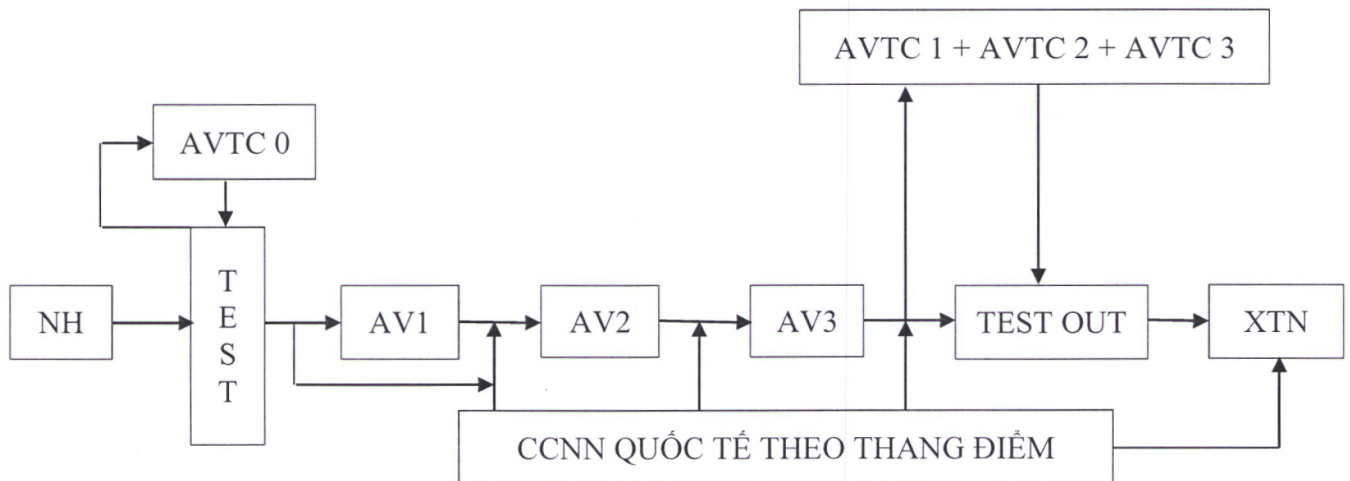 AVTC 1 + AVTC 2 + AVTC 3
AVTC 0
NH
T
E
S
T
AV1
AV2
AV3
TEST OUT
XTN
CCNN QUỐC TẾ THEO THANG ĐIỂM